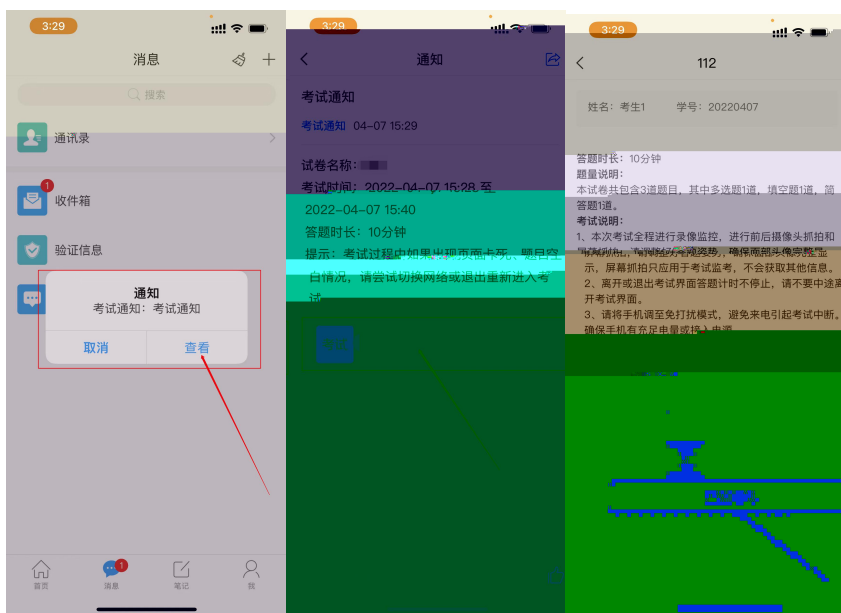 3:29
消息
搜索
通讯录
1
收件箱
验证信息
通知
考试通知：考试通知
取消
查看
1
首页
消息
笔记
我
3:29
通知
考试通知
考试通知 04-07 15:29
试卷名称：
考试时间：2022-04-07 15:28 至
2022-04-07 15:40
答题时长：10分钟
提示：考试过程中如果出现页面卡死、题目空
白情况，请尝试切换网络或退出重新进入考
试
3:29
112
姓名：考生1
学号：20220407
答题时长：10分钟
题量说明：
本试卷共包含3道题目，其中多选题1道，填空题1道，简
答题1道。
考试说明：
1、本次考试全程进行录像监控，进行前后摄像头抓拍和
示，屏幕抓拍只应用于考试监考，不会获取其他信息。
2、离开或退出考试界面答题计时不停止，请不要中途离
开考试界面。
3、请将手机调至免打扰模式，避免来电引起考试中断。
确保手机有充足电量或接入电源